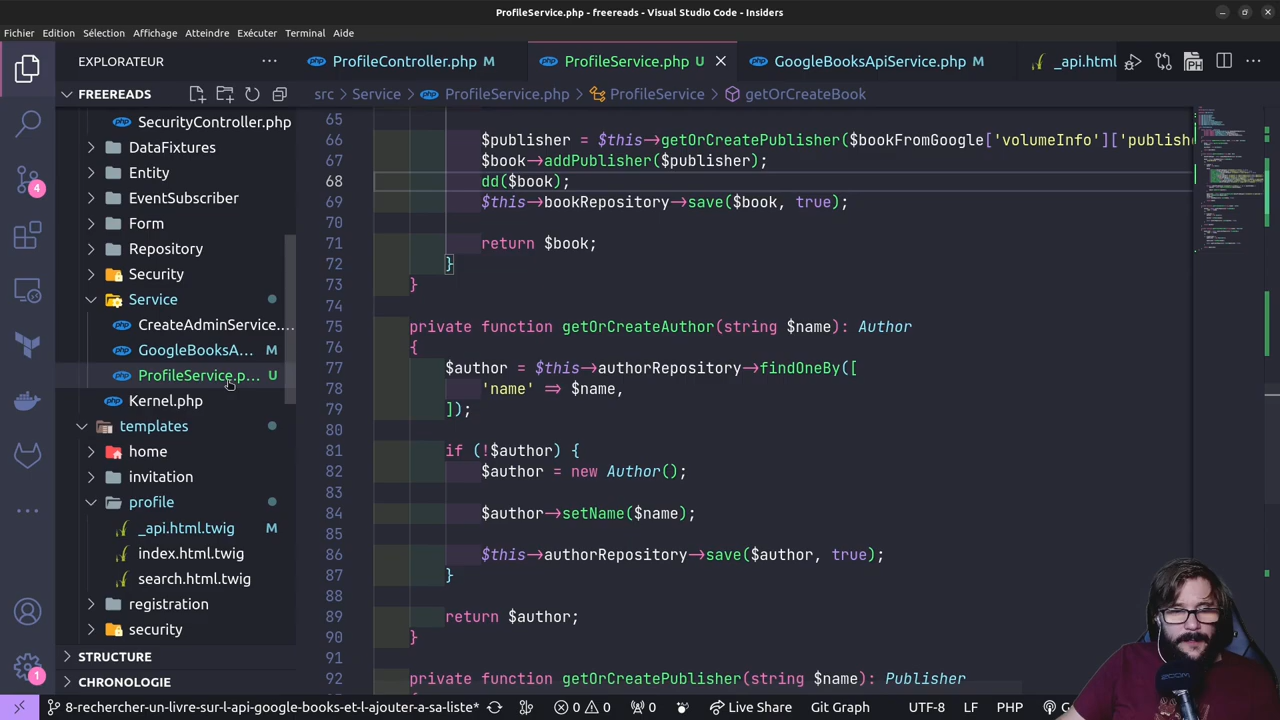 ProfileService.php - freereads - Visual Studio Code - Insiders
Fichier Edition Sélection Affichage Atteindre Exécuter Terminal Aide
EXPLORATEUR
ProfileController.php M
ProfileService.php U
GoogleBooksApiService.php M
_api.html
FREEREADS
src > Service > ProfileService.php > ProfileService > getOrCreateBook
SecurityController.php
DataFixtures
Entity
EventSubscriber
Form
Repository
Security
Service
CreateAdminService....
GoogleBooksA... M
ProfileService.p... U
Kernel.php
templates
home
invitation
profile
_api.html.twig M
index.html.twig
search.html.twig
registration
security
STRUCTURE
CHRONOLOGIE
4
1
65
66 $publisher = $this->getOrCreatePublisher($bookFromGoogle['volumeInfo']['publish
67 $book->addPublisher($publisher);
68 dd($book);
69 $this->bookRepository->save($book, true);
70
71 return $book;
72 }
73 }
74
75 private function getOrCreateAuthor(string $name): Author
76 {
77 $author = $this->authorRepository->findOneBy([
78 'name' => $name,
79 ]);
80
81 if (!$author) {
82 $author = new Author();
83
84 $author->setName($name);
85
86 $this->authorRepository->save($author, true);
87 }
88
89 return $author;
90 }
91
92 private function getOrCreatePublisher(string $name): Publisher
8-rechercher-un-livre-sur-l-api-google-books-et-l-ajouter-a-sa-liste* 0 0 0 Live Share Git Graph UTF-8 LF PHP